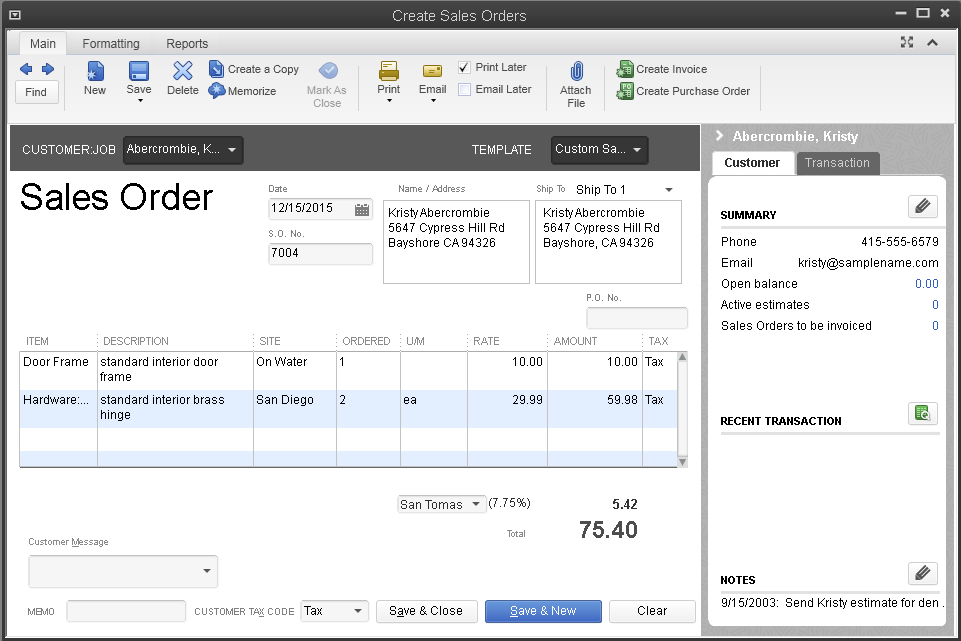 Create Sales Orders
Main Formatting Reports
Find
New
Save
Delete
Create a Copy
Memorize
Mark As
Close
Print
Email
Print Later
Email Later
Attach
File
Create Invoice
Create Purchase Order
CUSTOMER:JOB Abercrombie, K... TEMPLATE Custom Sa...
Sales Order
Date
12/15/2015
S.O. No.
7004
Name / Address
Kristy Abercrombie
5647 Cypress Hill Rd
Bayshore CA 94326
Ship To Ship To 1
Kristy Abercrombie
5647 Cypress Hill Rd
Bayshore, CA 94326
P.O. No.
ITEM DESCRIPTION SITE ORDERED U/M RATE AMOUNT TAX
Door Frame standard interior door On Water 1 10.00 10.00 Tax
frame
Hardware:... standard interior brass San Diego 2 ea 29.99 59.98 Tax
hinge
San Tomas (7.75%) 5.42
Total 75.40
Customer Message
MEMO CUSTOMER TAX CODE Tax Save & Close Save & New Clear
Abercrombie, Kristy
Customer Transaction
SUMMARY
Phone 415-555-6579
Email kristy@samplename.com
Open balance 0.00
Active estimates 0
Sales Orders to be invoiced 0
RECENT TRANSACTION
NOTES
9/15/2003: Send Kristy estimate for den .